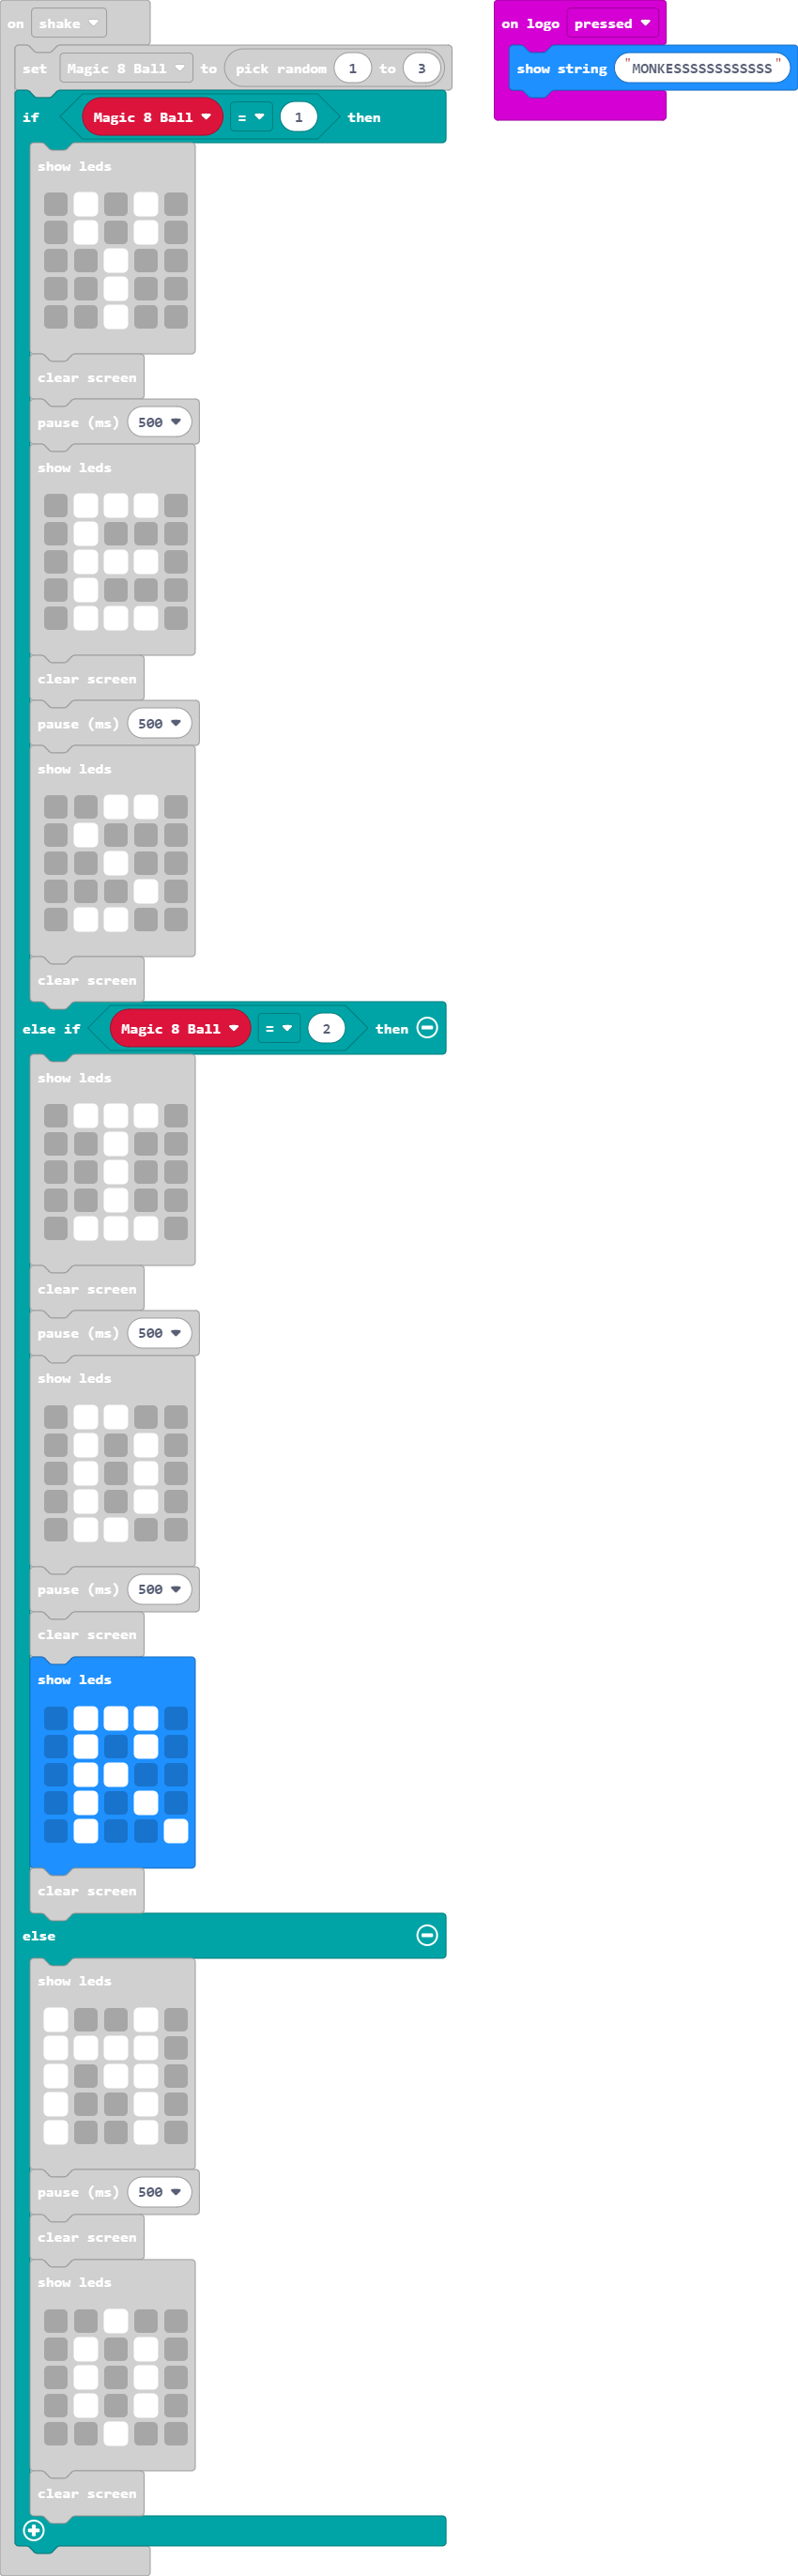 on shake
set Magic 8 Ball to pick random 1 to 3
if Magic 8 Ball = 1 then
show leds
clear screen
pause (ms) 500
show leds
clear screen
pause (ms) 500
show leds
clear screen
else if Magic 8 Ball = 2 then
show leds
clear screen
pause (ms) 500
show leds
pause (ms) 500
clear screen
show leds
clear screen
else
show leds
pause (ms) 500
clear screen
show leds
clear screen
on logo pressed
show string "MONKESSSSSSSSSSSS"